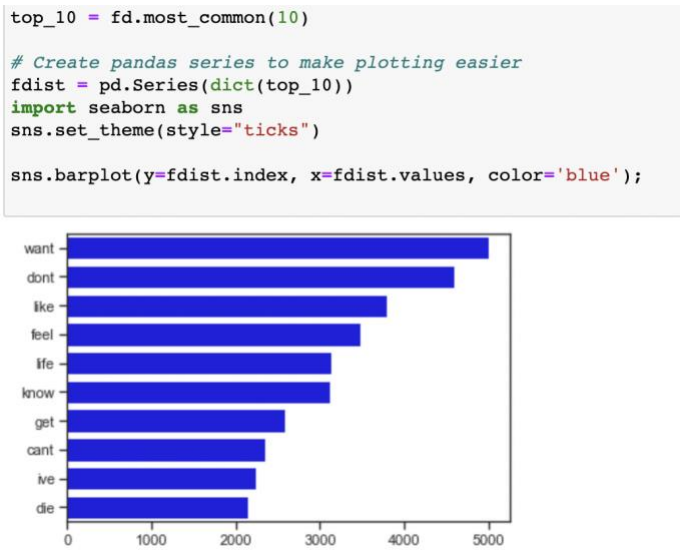 top_10 = fd.most_common(10)
# Create pandas series to make plotting easier
fdist = pd.Series(dict(top_10))
import seaborn as sns
sns.set_theme(style="ticks")
sns.barplot(y=fdist.index, x=fdist.values, color='blue');
want
dont
like
feel
life
know
get
cant
ive
die
0 1000 2000 3000 4000 5000